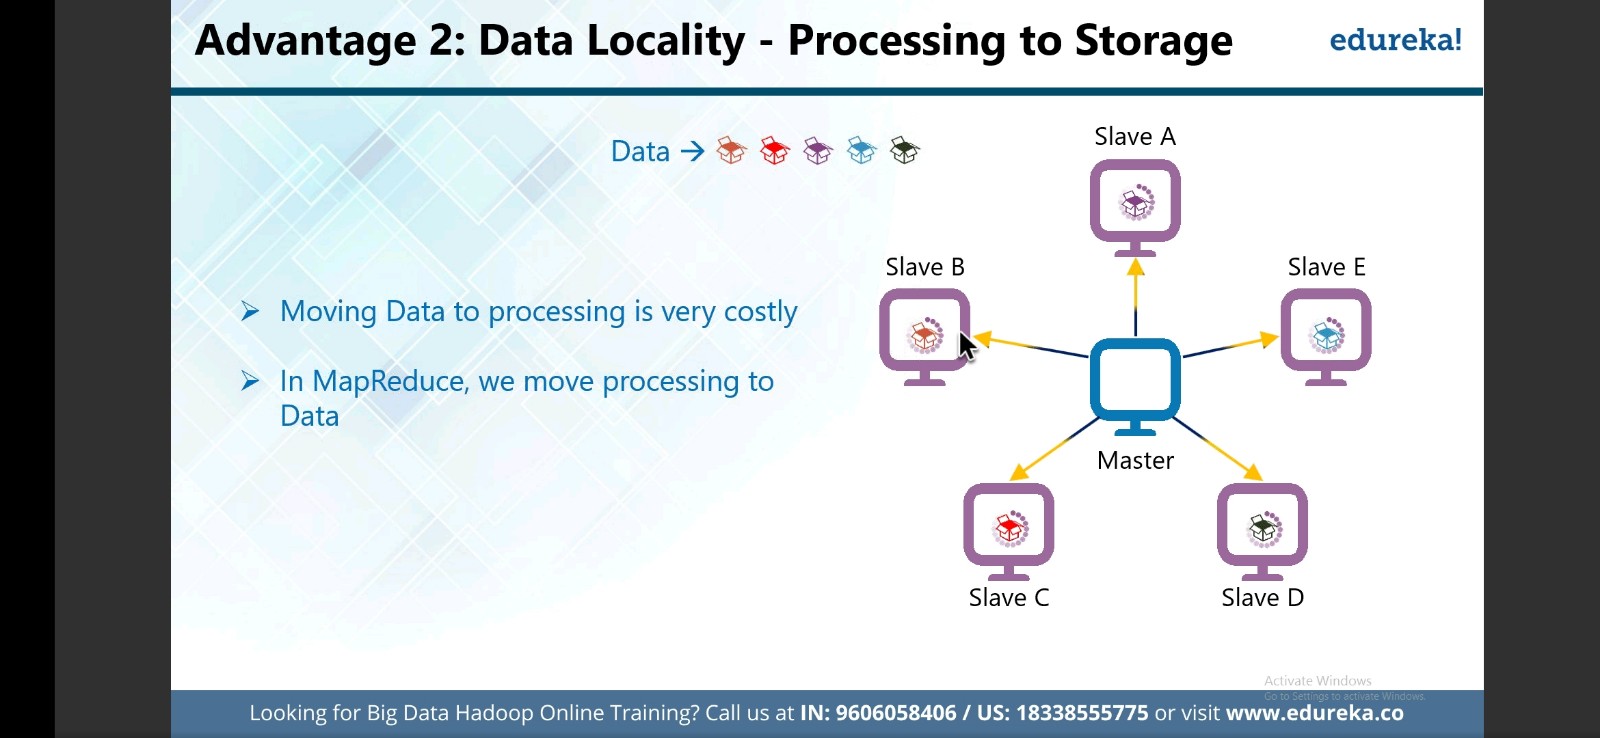 Advantage 2: Data Locality - Processing to Storage
edureka!
Data →
Slave A
Slave B
Slave E
➢ Moving Data to processing is very costly
➢ In MapReduce, we move processing to
Data
Master
Slave C
Slave D
Activate Windows
Go to Settings to activate Windows.
Looking for Big Data Hadoop Online Training? Call us at IN: 9606058406 / US: 18338555775 or visit www.edureka.co